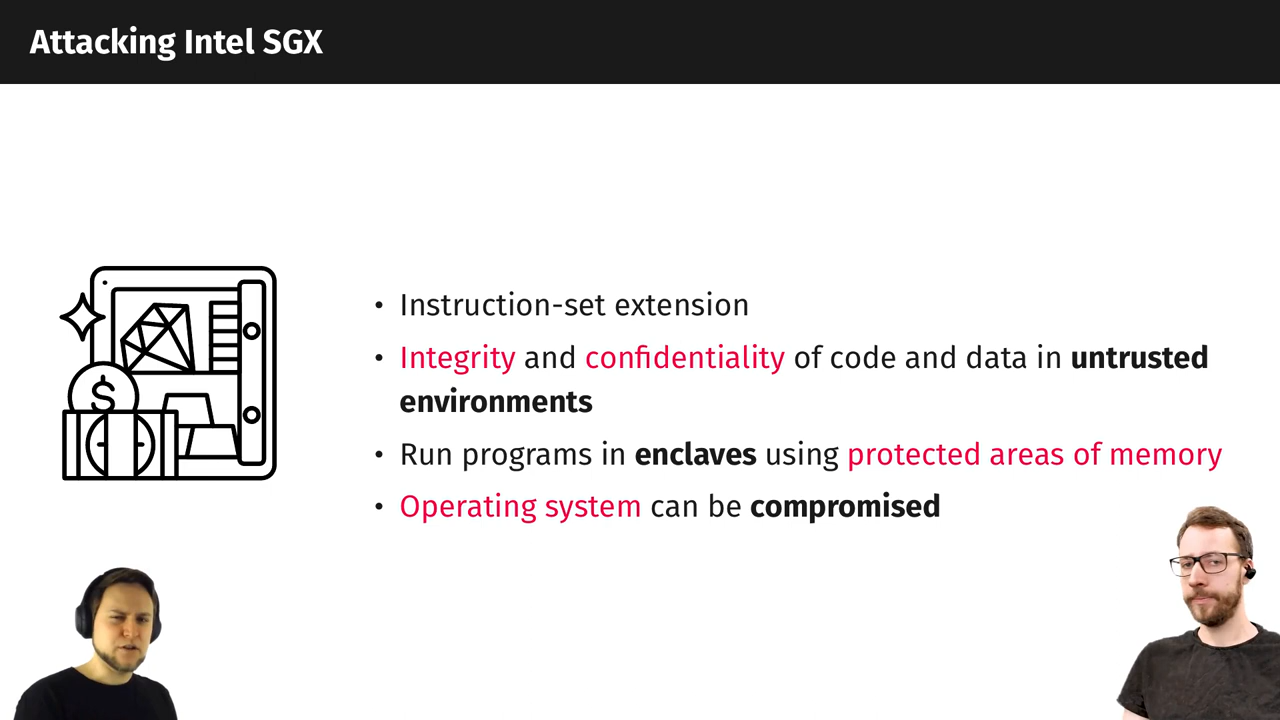 Attacking Intel SGX
• Instruction-set extension
• Integrity and confidentiality of code and data in untrusted
environments
• Run programs in enclaves using protected areas of memory
• Operating system can be compromised
$